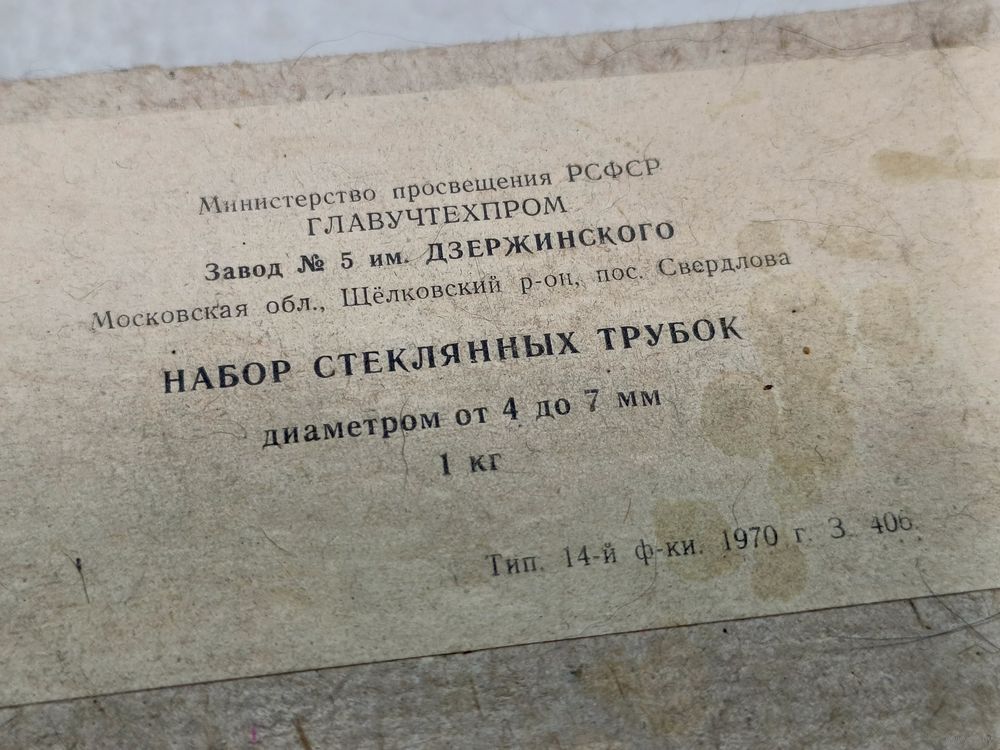 Министерство просвещения РСФСР
ГЛАВУЧТЕХПРОМ
Завод № 5 им. ДЗЕРЖИНСКОГО
Московская обл., Щёлковский р-он, пос. Свердлова
НАБОР СТЕКЛЯННЫХ ТРУБОК
диаметром от 4 до 7 мм
1 кг
Тип. 14-й ф-ки. 1970 г. З. 406.